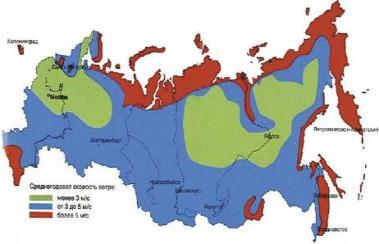 Калининград
Москва
Екатеринбург
Новосибирск
Иркутск
Якутск
Петропавловск-Камчатский
Хабаровск
Владивосток
Среднегодовая скорость ветра:
менее 3 м/с
от 3 до 5 м/с
более 5 м/с